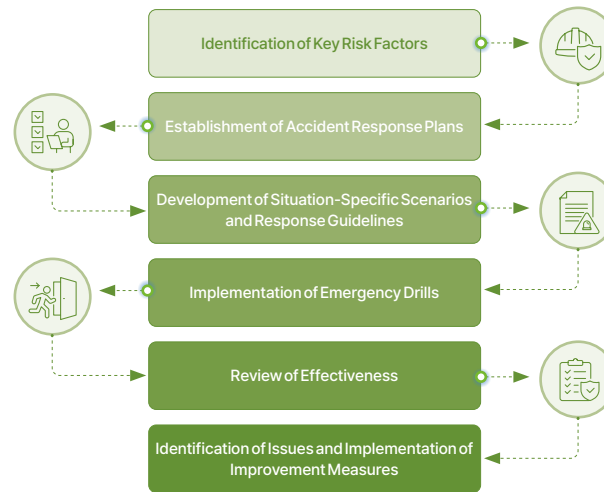 Identification of Key Risk Factors
Establishment of Accident Response Plans
Development of Situation-Specific Scenarios
and Response Guidelines
Implementation of Emergency Drills
Review of Effectiveness
Identification of Issues and Implementation of
Improvement Measures